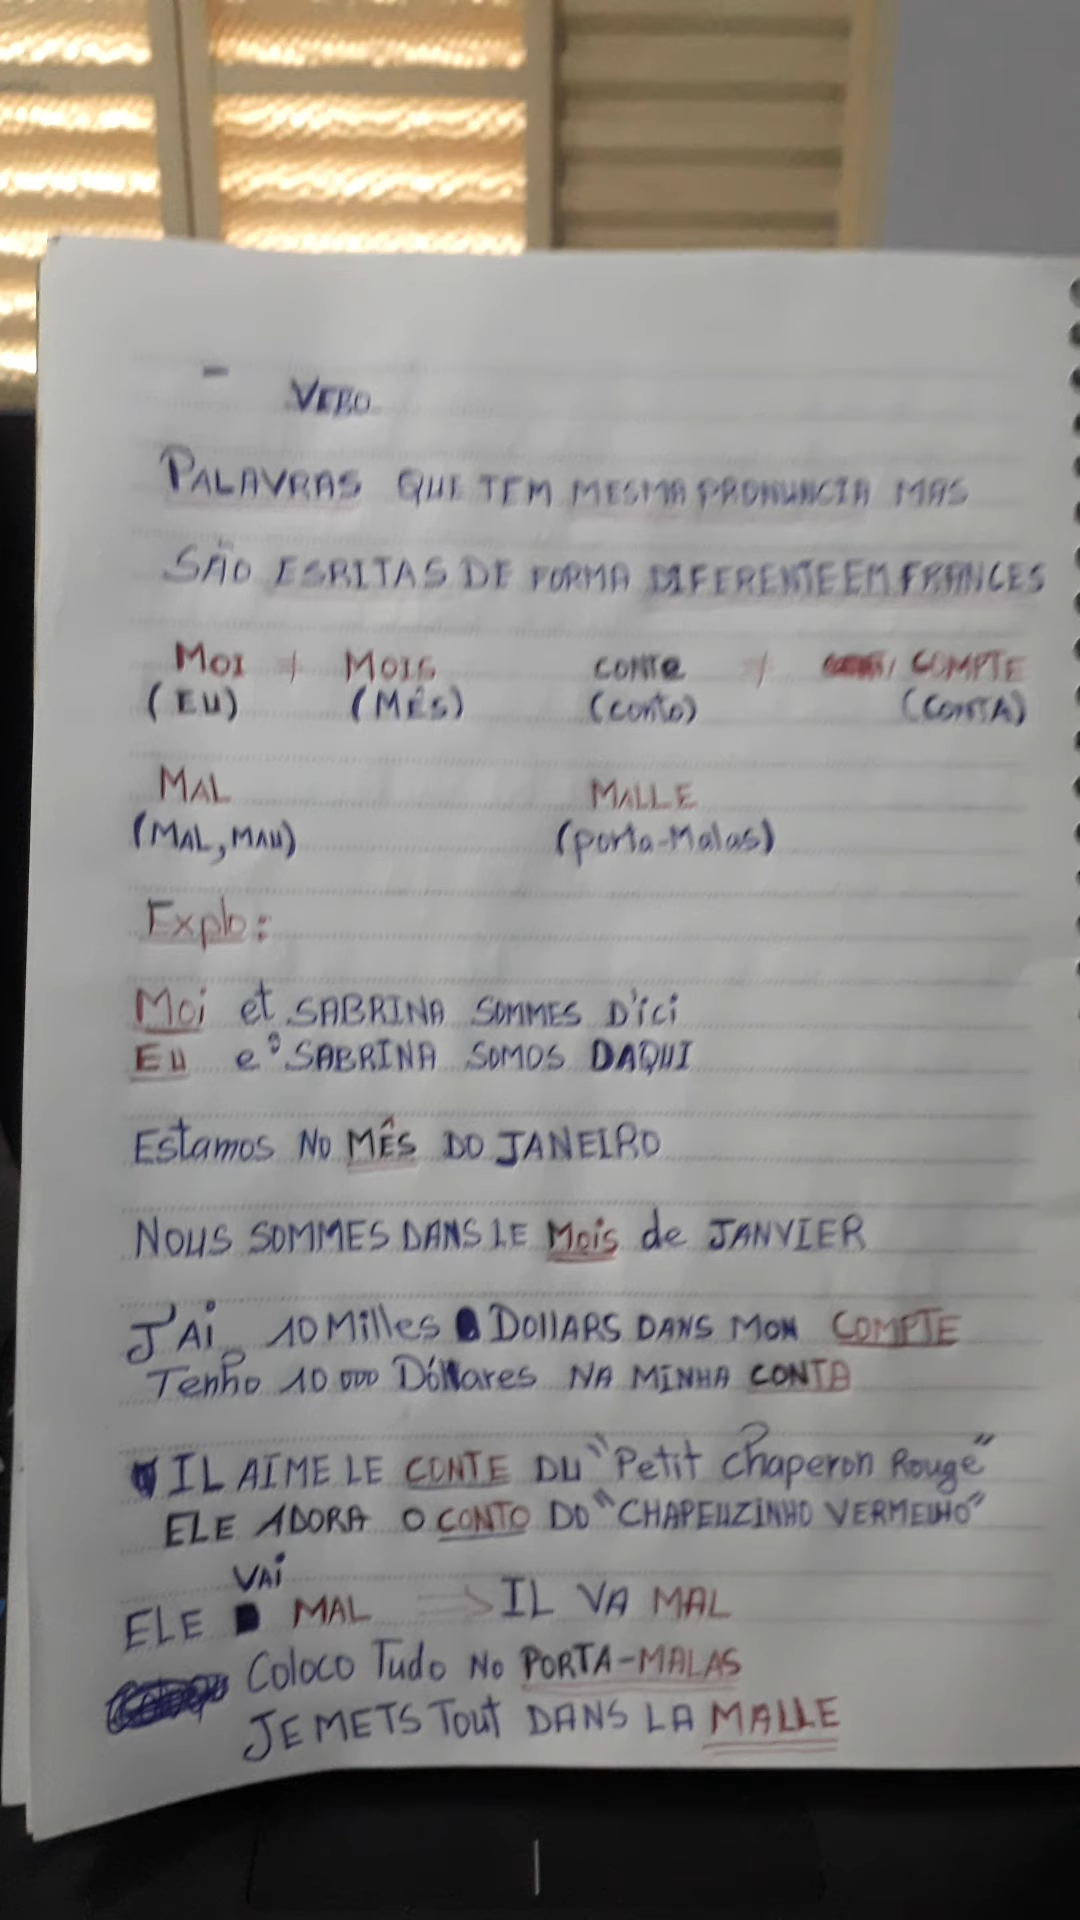 VERO
PALAVRAS QUE TEM MESMA PRONUNCIA MAS
SÃO ESRITAS DE FORMA DIFERENTE EM FRANCES
MOI ≠ MOIS CONTE ≠ COMPTE
(EU) (MÊS) (conto) (CONTA)
MAL MALLE
(MAL, MAU) (porta-Malas)
Explo:
Moi et SABRINA SOMMES D'ici
EU e SABRINA SOMOS DAQUI
Estamos NO MÊS DO JANEIRO
NOUS SOMMES DANS LE Mois de JANVIER
J'Ai 10 Milles DOllARS DANS MON COMPTE
Tenho 10 000 Dóllares NA MINHA CONTA
IL AIME LE CONTE DU "Petit Chaperon Rouge"
ELE ADORA O CONTO DO "CHAPEUZINHO VERMELHO"
VAi
ELE MAL => IL VA MAL
Coloco Tudo No PORTA-MALAS
JE METS Tout DANS LA MALLE